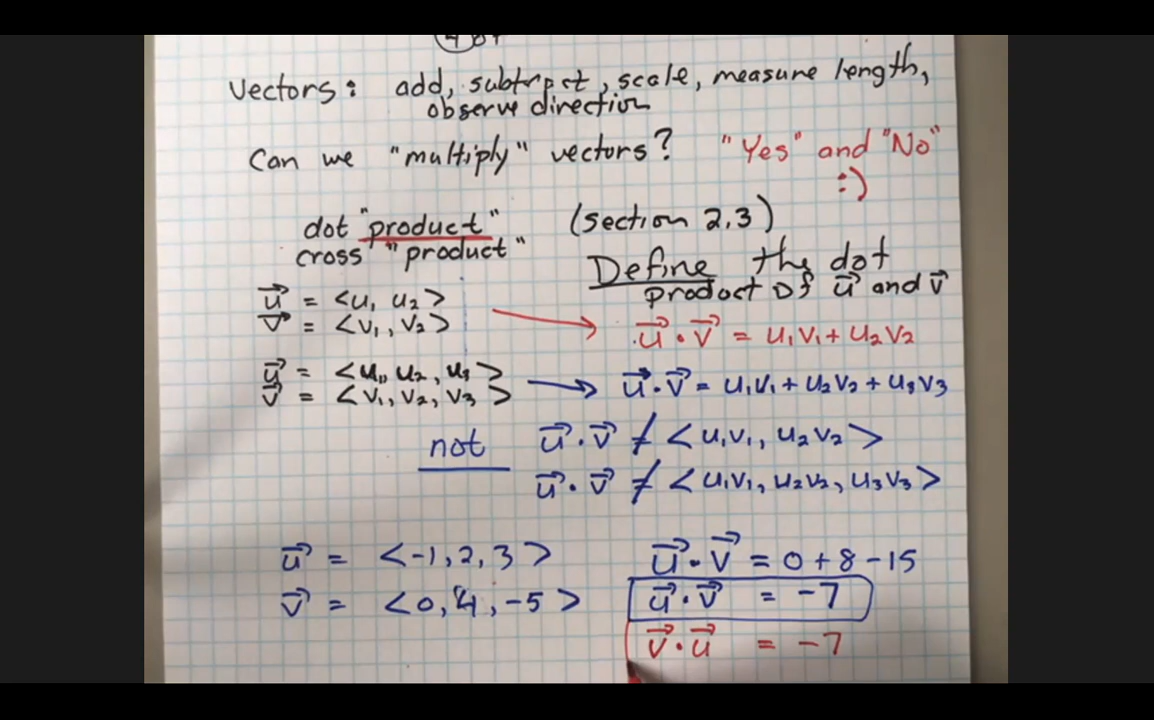 Vectors: add, subtract, scale, measure length,
observe direction
Can we "multiply" vectors? "Yes" and "No"
:)
dot "product" (section 2.3)
cross "product"
Define the dot
product of u⃗ and v⃗
u⃗ = <u₁ u₂>
v⃗ = <v₁, v₂>
u⃗ · v⃗ = u₁v₁ + u₂v₂
u⃗ = <u₁, u₂, u₃>
v⃗ = <v₁, v₂, v₃>
u⃗ · v⃗ = u₁v₁ + u₂v₂ + u₃v₃
not u⃗ · v⃗ ≠ <u₁v₁, u₂v₂>
u⃗ · v⃗ ≠ <u₁v₁, u₂v₂, u₃v₃>
u⃗ = <-1, 2, 3>
v⃗ = <0, 4, -5>
u⃗ · v⃗ = 0 + 8 - 15
u⃗ · v⃗ = -7
v⃗ · u⃗ = -7